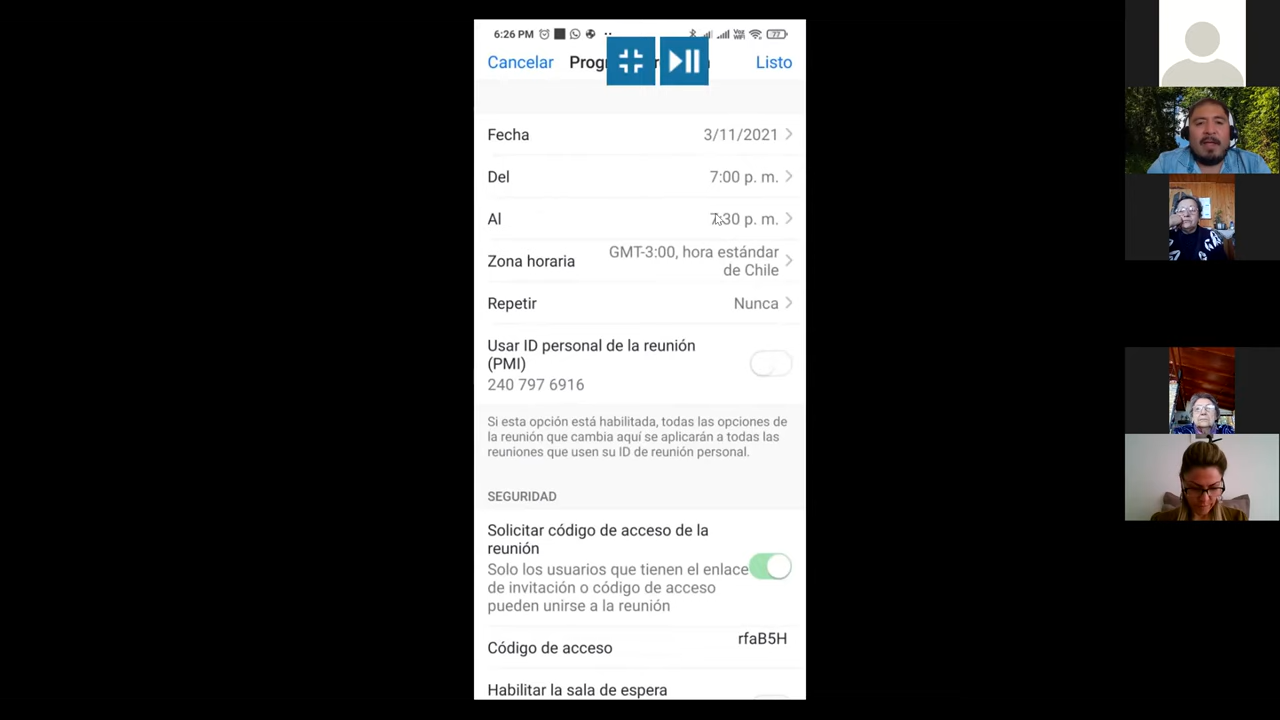 6:26 PM
77
Cancelar
Listo
Fecha 3/11/2021
Del 7:00 p. m.
Al 7:30 p. m.
Zona horaria GMT-3:00, hora estándar
de Chile
Repetir Nunca
Usar ID personal de la reunión
(PMI)
240 797 6916
Si esta opción está habilitada, todas las opciones de
la reunión que cambia aquí se aplicarán a todas las
reuniones que usen su ID de reunión personal.
SEGURIDAD
Solicitar código de acceso de la
reunión
Solo los usuarios que tienen el enlace
de invitación o código de acceso
pueden unirse a la reunión
Código de acceso rfaB5H
Habilitar la sala de espera